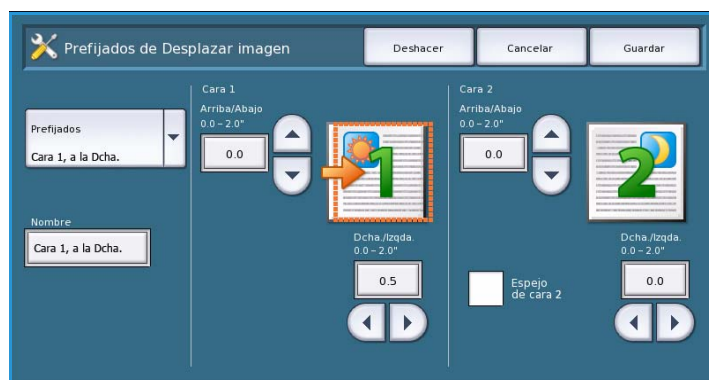 Prefijados de Desplazar imagen
Deshacer
Cancelar
Guardar
Prefijados
Cara 1, a la Dcha.
Nombre
Cara 1, a la Dcha.
Cara 1
Arriba/Abajo
0.0 – 2.0"
0.0
1
Dcha./Izqda.
0.0 – 2.0"
0.5
Cara 2
Arriba/Abajo
0.0 – 2.0"
0.0
2
Espejo
de cara 2
Dcha./Izqda.
0.0 – 2.0"
0.0